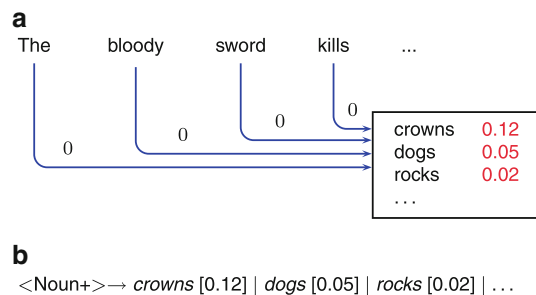 a
The bloody sword kills ...
0
0
0
0
crowns 0.12
dogs 0.05
rocks 0.02
...
b
<Noun+>→ crowns [0.12] | dogs [0.05] | rocks [0.02] | ...